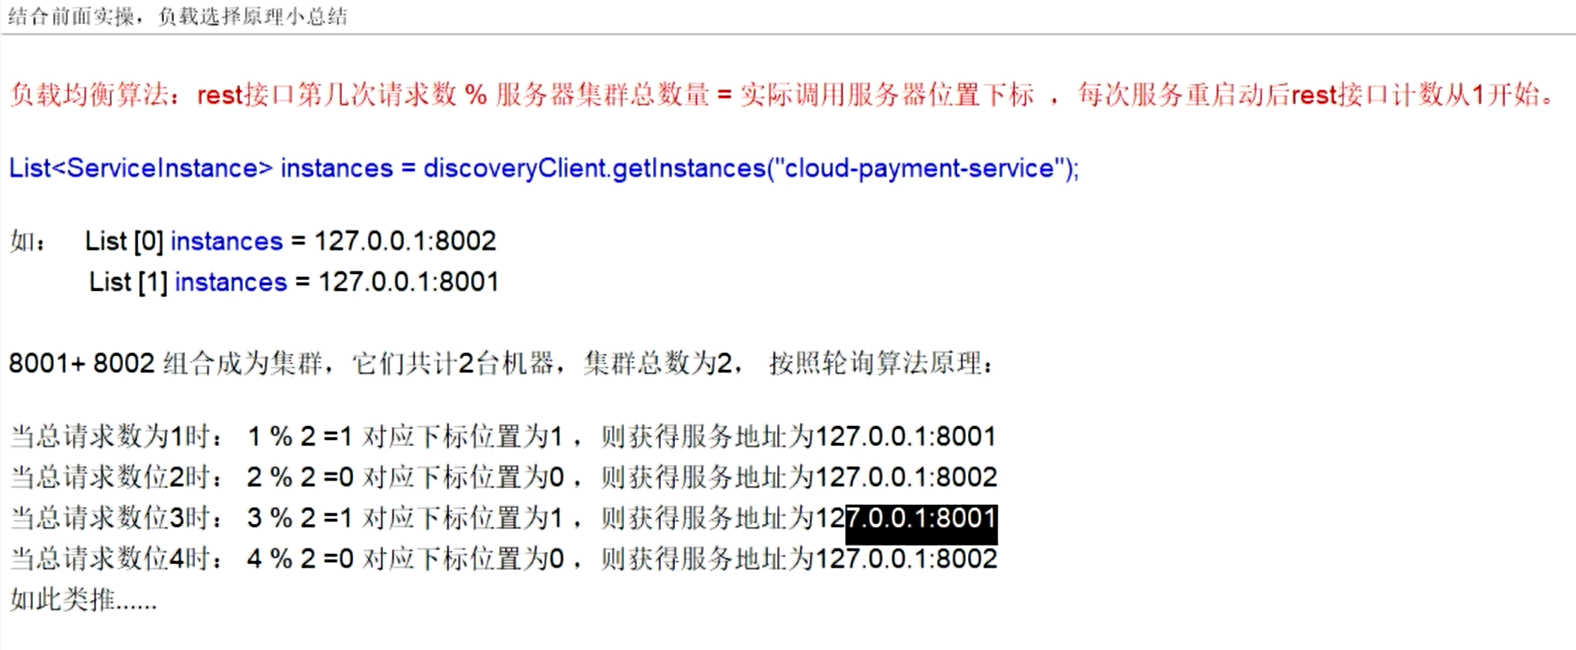 结合前面实操，负载选择原理小总结
负载均衡算法：rest接口第几次请求数 % 服务器集群总数量 = 实际调用服务器位置下标 ，每次服务重启动后rest接口计数从1开始。
List<ServiceInstance> instances = discoveryClient.getInstances("cloud-payment-service");
如： List [0] instances = 127.0.0.1:8002
List [1] instances = 127.0.0.1:8001
8001+ 8002 组合成为集群，它们共计2台机器，集群总数为2， 按照轮询算法原理：
当总请求数为1时： 1 % 2 =1 对应下标位置为1 ，则获得服务地址为127.0.0.1:8001
当总请求数位2时： 2 % 2 =0 对应下标位置为0 ，则获得服务地址为127.0.0.1:8002
当总请求数位3时： 3 % 2 =1 对应下标位置为1 ，则获得服务地址为127.0.0.1:8001
当总请求数位4时： 4 % 2 =0 对应下标位置为0 ，则获得服务地址为127.0.0.1:8002
如此类推......